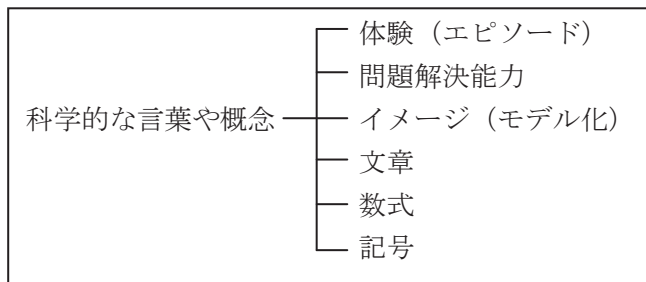 体験（エピソード）
問題解決能力
科学的な言葉や概念
イメージ（モデル化）
文章
数式
記号